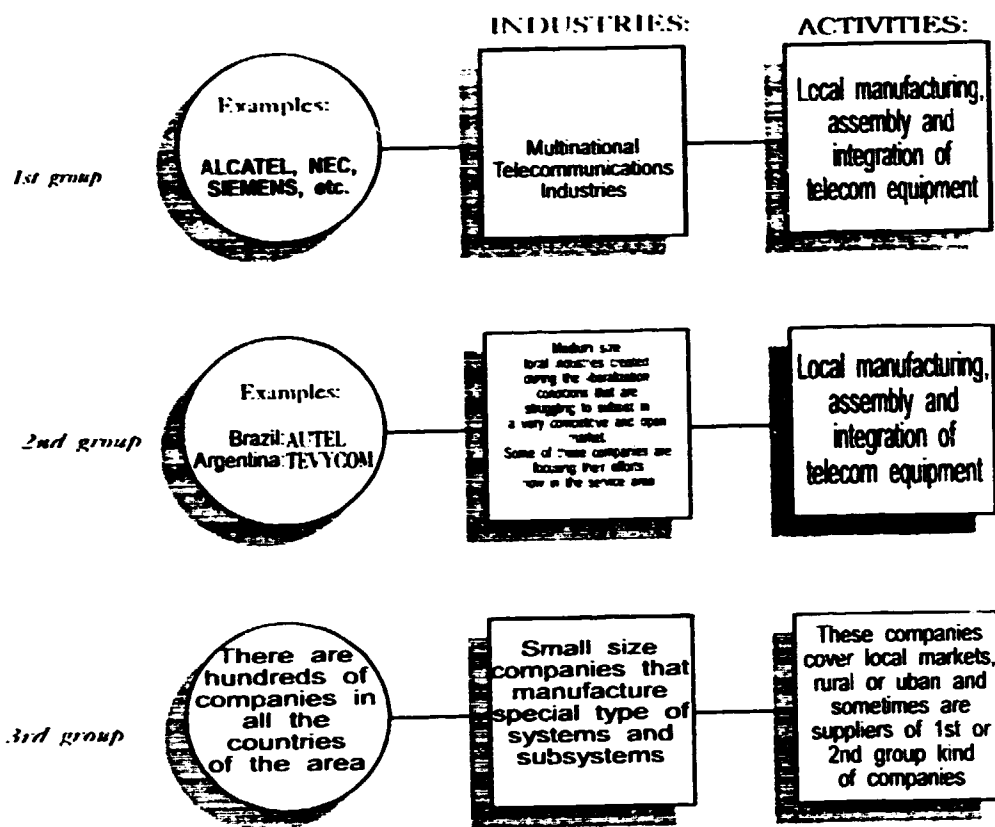 INDUSTRIES:
ACTIVITIES:
1st group
Examples:
ALCATEL, NEC,
SIEMENS, etc.
Multinational
Telecommunications
Industries
Local manufacturing,
assembly and
integration of
telecom equipment
2nd group
Examples:
Brazil: AUTEL
Argentina: TEVYCOM
Medium size
local industries created
during the liberalization
conditions that are
struggling to subsist in
a very competitive and open
market.
Some of these companies are
focusing their efforts
now in the service area
Local manufacturing,
assembly and
integration of
telecom equipment
3rd group
There are
hundreds of
companies in
all the
countries
of the area
Small size
companies that
manufacture
special type of
systems and
subsystems
These companies
cover local markets,
rural or uban and
sometimes are
suppliers of 1st or
2nd group kind
of companies